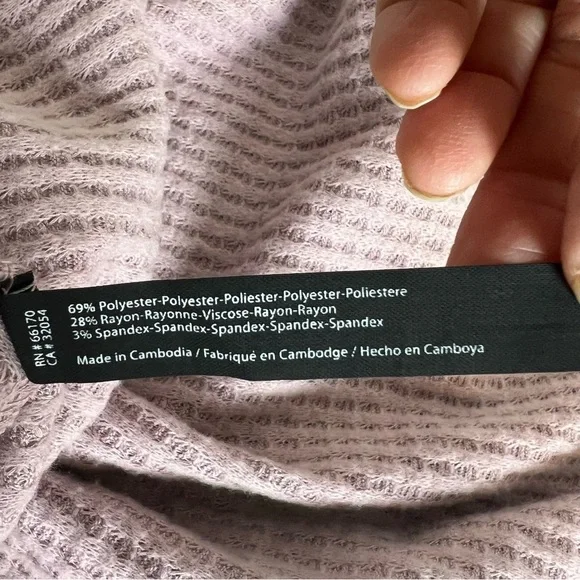 RN # 66170
CA # 32054
69% Polyester-Polyester-Poliester-Polyester-Poliestere
28% Rayon-Rayonne-Viscose-Rayon-Rayon
3% Spandex-Spandex-Spandex-Spandex-Spandex
Made in Cambodia / Fabriqué en Cambodge / Hecho en Camboya